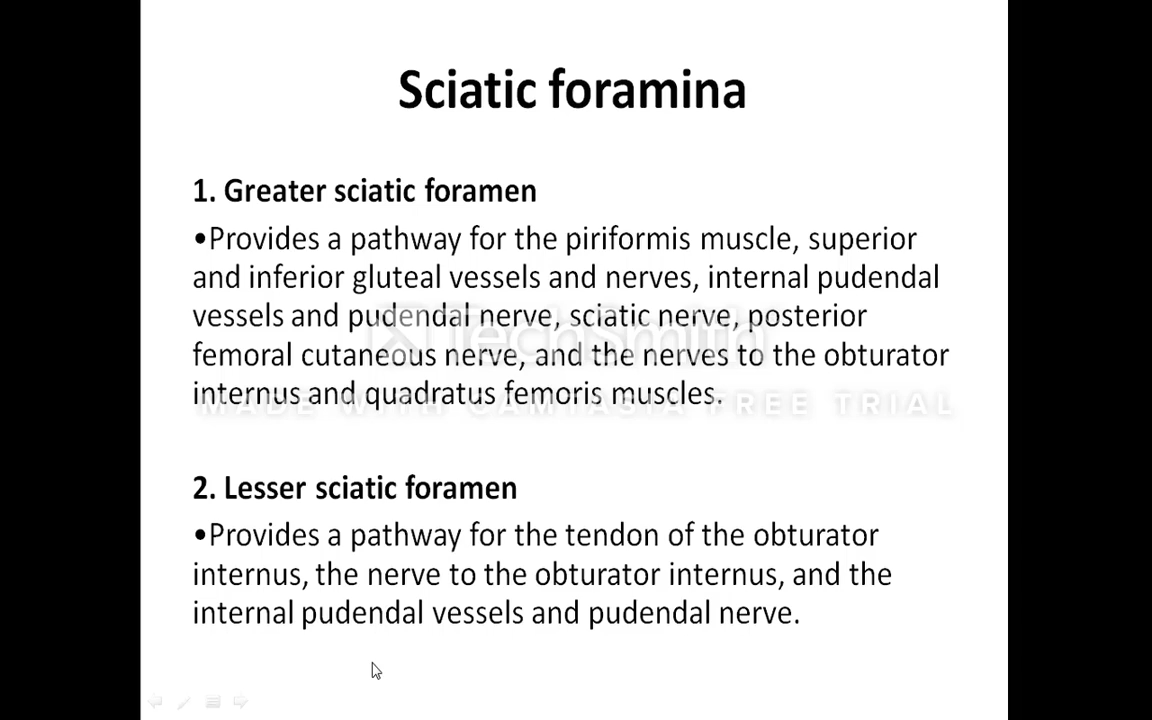 Sciatic foramina
1. Greater sciatic foramen
•Provides a pathway for the piriformis muscle, superior
and inferior gluteal vessels and nerves, internal pudendal
vessels and pudendal nerve, sciatic nerve, posterior
femoral cutaneous nerve, and the nerves to the obturator
internus and quadratus femoris muscles.
TechSmith
MADE WITH CAMTASIA FREE TRIAL
2. Lesser sciatic foramen
•Provides a pathway for the tendon of the obturator
internus, the nerve to the obturator internus, and the
internal pudendal vessels and pudendal nerve.